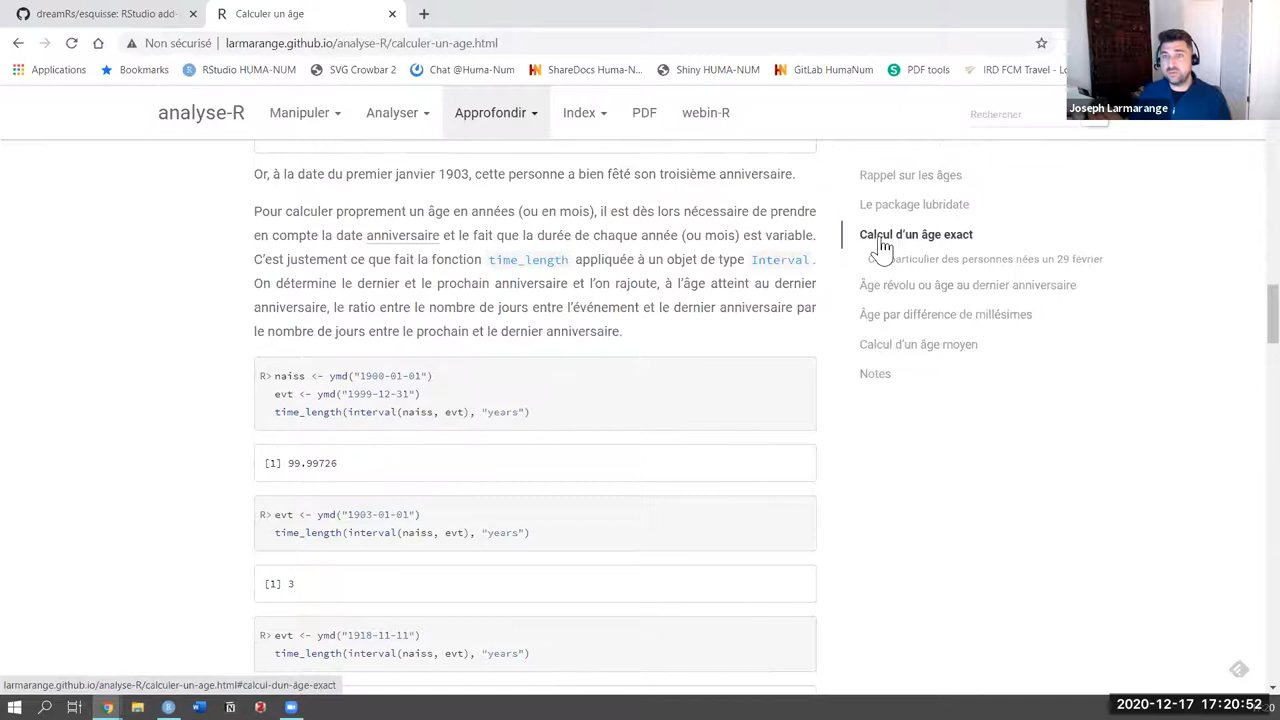 dreamRs/esquisse: RStudio add-
Calculer un âge
Non sécurisé
larmarange.github.io/analyse-R/calculer-un-age.html
Applications
Bookmarks
RStudio HUMA-NUM
SVG Crowbar 2
Chat Huma-Num
ShareDocs Huma-N...
Shiny HUMA-NUM
GitLab HumaNum
PDF tools
IRD FCM Travel - Lo
Joseph Larmarange
analyse-R
Manipuler
Analyser
Approfondir
Index
PDF
webin-R
Rechercher
Or, à la date du premier janvier 1903, cette personne a bien fêté son troisième anniversaire.
Pour calculer proprement un âge en années (ou en mois), il est dès lors nécessaire de prendre
en compte la date anniversaire et le fait que la durée de chaque année (ou mois) est variable.
C'est justement ce que fait la fonction time_length appliquée à un objet de type Interval.
On détermine le dernier et le prochain anniversaire et l'on rajoute, à l'âge atteint au dernier
anniversaire, le ratio entre le nombre de jours entre l'événement et le dernier anniversaire par
le nombre de jours entre le prochain et le dernier anniversaire.
R> naiss <- ymd("1900-01-01")
evt <- ymd("1999-12-31")
time_length(interval(naiss, evt), "years")
[1] 99.99726
R> evt <- ymd("1903-01-01")
time_length(interval(naiss, evt), "years")
[1] 3
R> evt <- ymd("1918-11-11")
time_length(interval(naiss, evt), "years")
Rappel sur les âges
Le package lubridate
Calcul d'un âge exact
particulier des personnes nées un 29 février
Âge révolu ou âge au dernier anniversaire
Âge par différence de millésimes
Calcul d'un âge moyen
Notes
larmarange.github.io/analyse-R/calculer-un-age.html#calcul-dun-âge-exact
2020-12-17 17:20:52